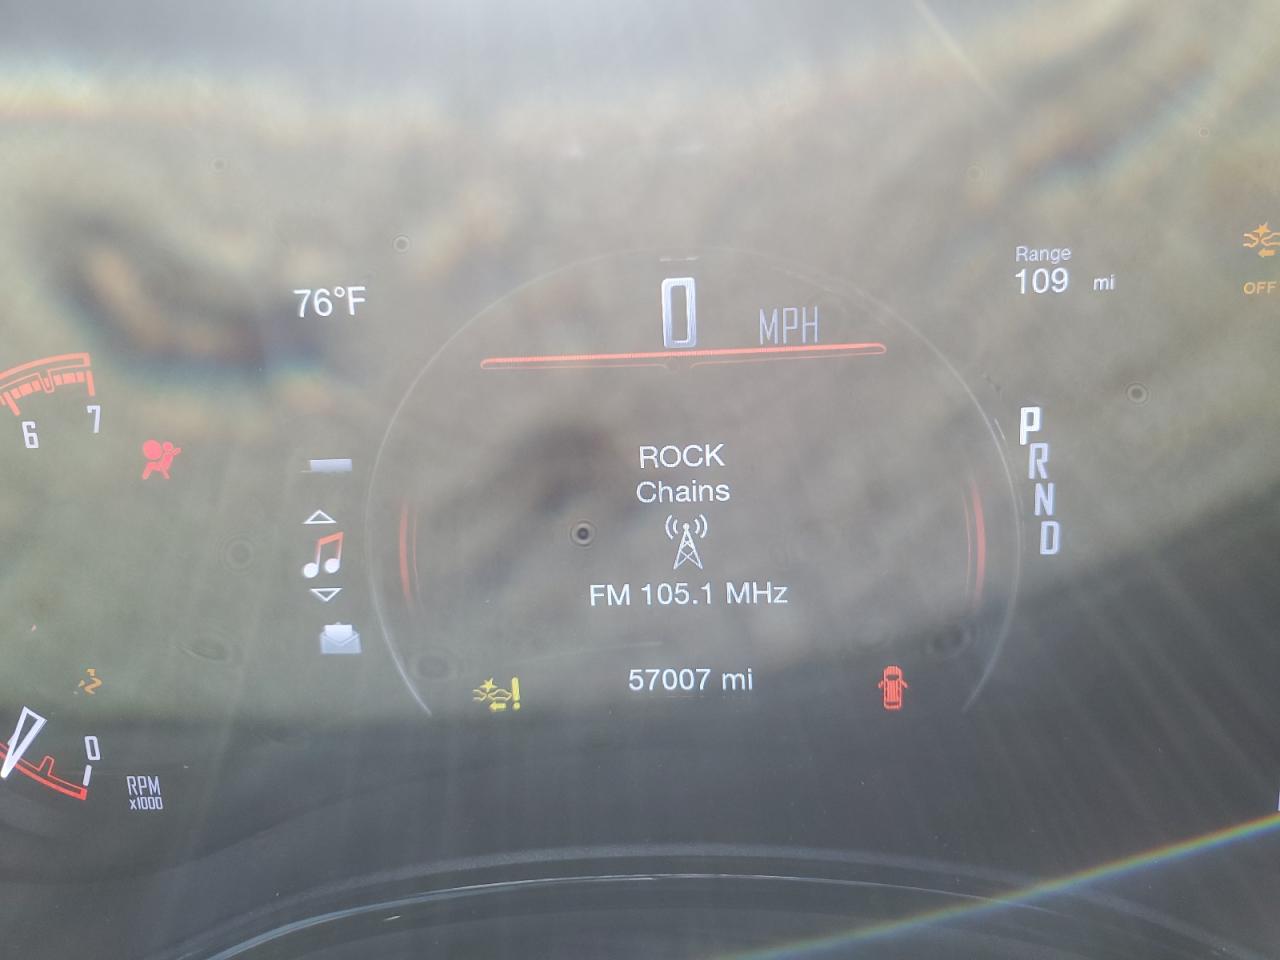 Range
109 mi
OFF
76°F
0 MPH
6 7
ROCK
Chains
FM 105.1 MHz
P
R
N
D
57007 mi
0
RPM
x1000